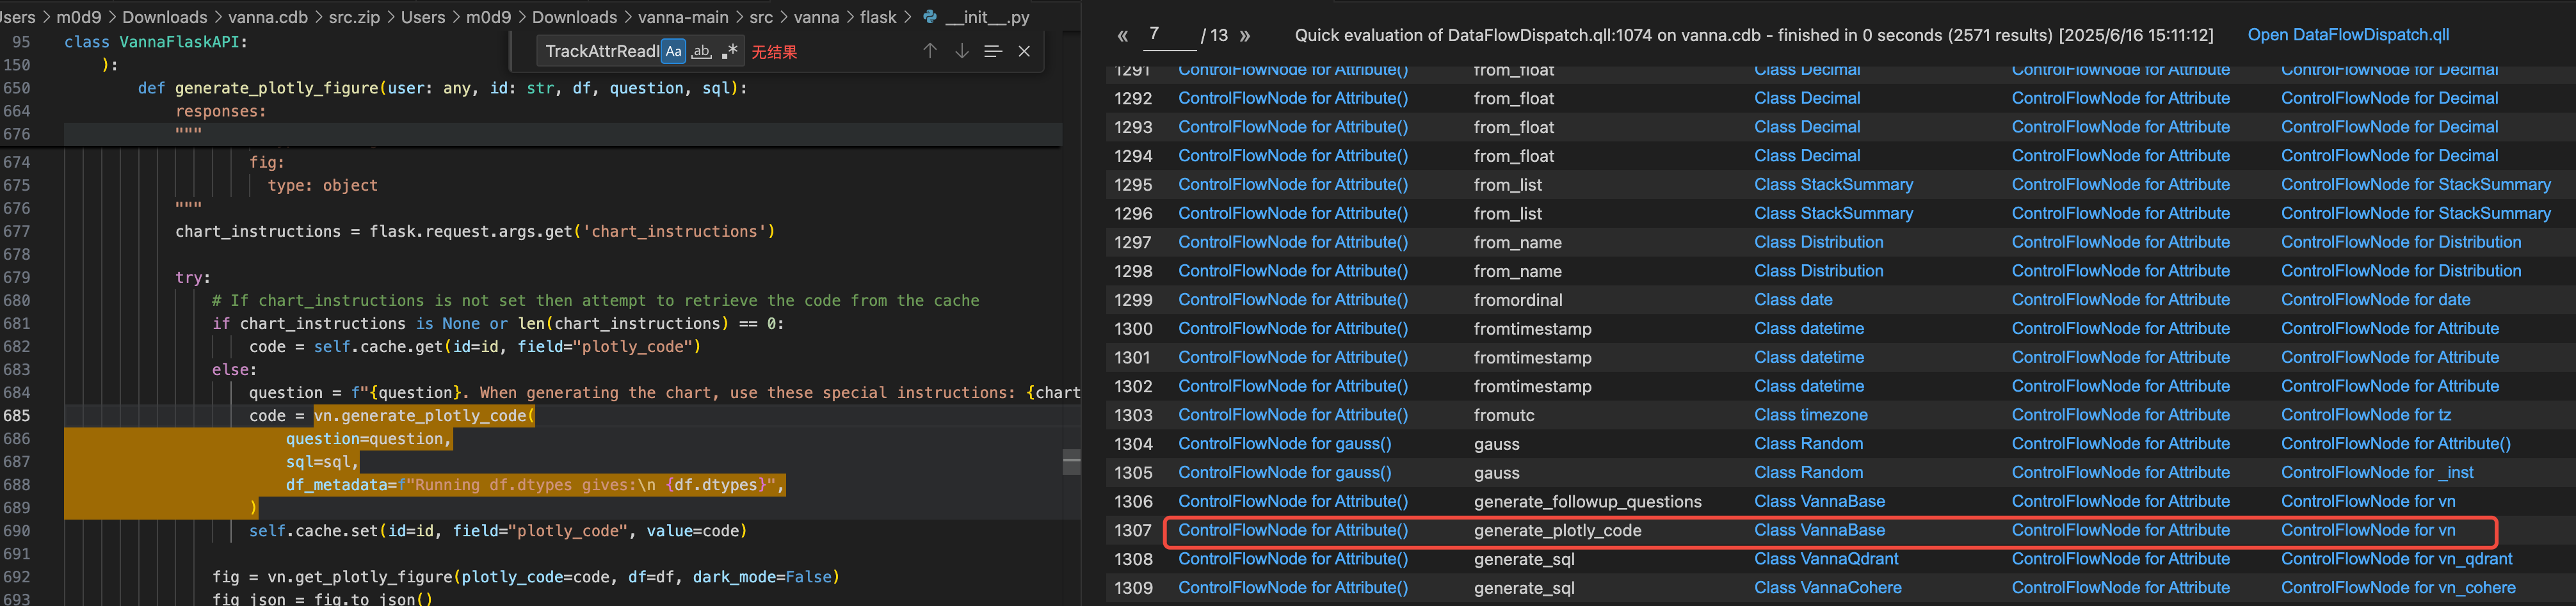 Users > m0d9 > Downloads > vanna.cdb > src.zip > Users > m0d9 > Downloads > vanna-main > src > vanna > flask > __init__.py
95 class VannaFlaskAPI:
150 ):
650 def generate_plotly_figure(user: any, id: str, df, question, sql):
664 responses:
676 """
TrackAttrReadI Aa ab .* 无结果
674 fig:
675 type: object
676 """
677 chart_instructions = flask.request.args.get('chart_instructions')
678
679 try:
680 # If chart_instructions is not set then attempt to retrieve the code from the cache
681 if chart_instructions is None or len(chart_instructions) == 0:
682 code = self.cache.get(id=id, field="plotly_code")
683 else:
684 question = f"{question}. When generating the chart, use these special instructions: {chart
685 code = vn.generate_plotly_code(
686 question=question,
687 sql=sql,
688 df_metadata=f"Running df.dtypes gives:\n {df.dtypes}",
689 )
690 self.cache.set(id=id, field="plotly_code", value=code)
691
692 fig = vn.get_plotly_figure(plotly_code=code, df=df, dark_mode=False)
693 fig_json = fig.to_json()
« 7 / 13 » Quick evaluation of DataFlowDispatch.qll:1074 on vanna.cdb - finished in 0 seconds (2571 results) [2025/6/16 15:11:12] Open DataFlowDispatch.qll
1291 ControlFlowNode for Attribute() from_float Class Decimal ControlFlowNode for Attribute ControlFlowNode for Decimal
1292 ControlFlowNode for Attribute() from_float Class Decimal ControlFlowNode for Attribute ControlFlowNode for Decimal
1293 ControlFlowNode for Attribute() from_float Class Decimal ControlFlowNode for Attribute ControlFlowNode for Decimal
1294 ControlFlowNode for Attribute() from_float Class Decimal ControlFlowNode for Attribute ControlFlowNode for Decimal
1295 ControlFlowNode for Attribute() from_list Class StackSummary ControlFlowNode for Attribute ControlFlowNode for StackSummary
1296 ControlFlowNode for Attribute() from_list Class StackSummary ControlFlowNode for Attribute ControlFlowNode for StackSummary
1297 ControlFlowNode for Attribute() from_name Class Distribution ControlFlowNode for Attribute ControlFlowNode for Distribution
1298 ControlFlowNode for Attribute() from_name Class Distribution ControlFlowNode for Attribute ControlFlowNode for Distribution
1299 ControlFlowNode for Attribute() fromordinal Class date ControlFlowNode for Attribute ControlFlowNode for date
1300 ControlFlowNode for Attribute() fromtimestamp Class datetime ControlFlowNode for Attribute ControlFlowNode for Attribute
1301 ControlFlowNode for Attribute() fromtimestamp Class datetime ControlFlowNode for Attribute ControlFlowNode for Attribute
1302 ControlFlowNode for Attribute() fromtimestamp Class datetime ControlFlowNode for Attribute ControlFlowNode for Attribute
1303 ControlFlowNode for Attribute() fromutc Class timezone ControlFlowNode for Attribute ControlFlowNode for tz
1304 ControlFlowNode for gauss() gauss Class Random ControlFlowNode for Attribute ControlFlowNode for Attribute()
1305 ControlFlowNode for gauss() gauss Class Random ControlFlowNode for Attribute ControlFlowNode for _inst
1306 ControlFlowNode for Attribute() generate_followup_questions Class VannaBase ControlFlowNode for Attribute ControlFlowNode for vn
1307 ControlFlowNode for Attribute() generate_plotly_code Class VannaBase ControlFlowNode for Attribute ControlFlowNode for vn
1308 ControlFlowNode for Attribute() generate_sql Class VannaQdrant ControlFlowNode for Attribute ControlFlowNode for vn_qdrant
1309 ControlFlowNode for Attribute() generate_sql Class VannaCohere ControlFlowNode for Attribute ControlFlowNode for vn_cohere